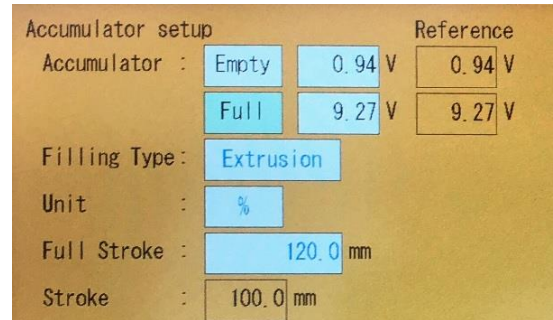 Accumulator setup Reference
Accumulator : Empty 0.94 V 0.94 V
Full 9.27 V 9.27 V
Filling Type: Extrusion
Unit : %
Full Stroke : 120.0 mm
Stroke : 100.0 mm